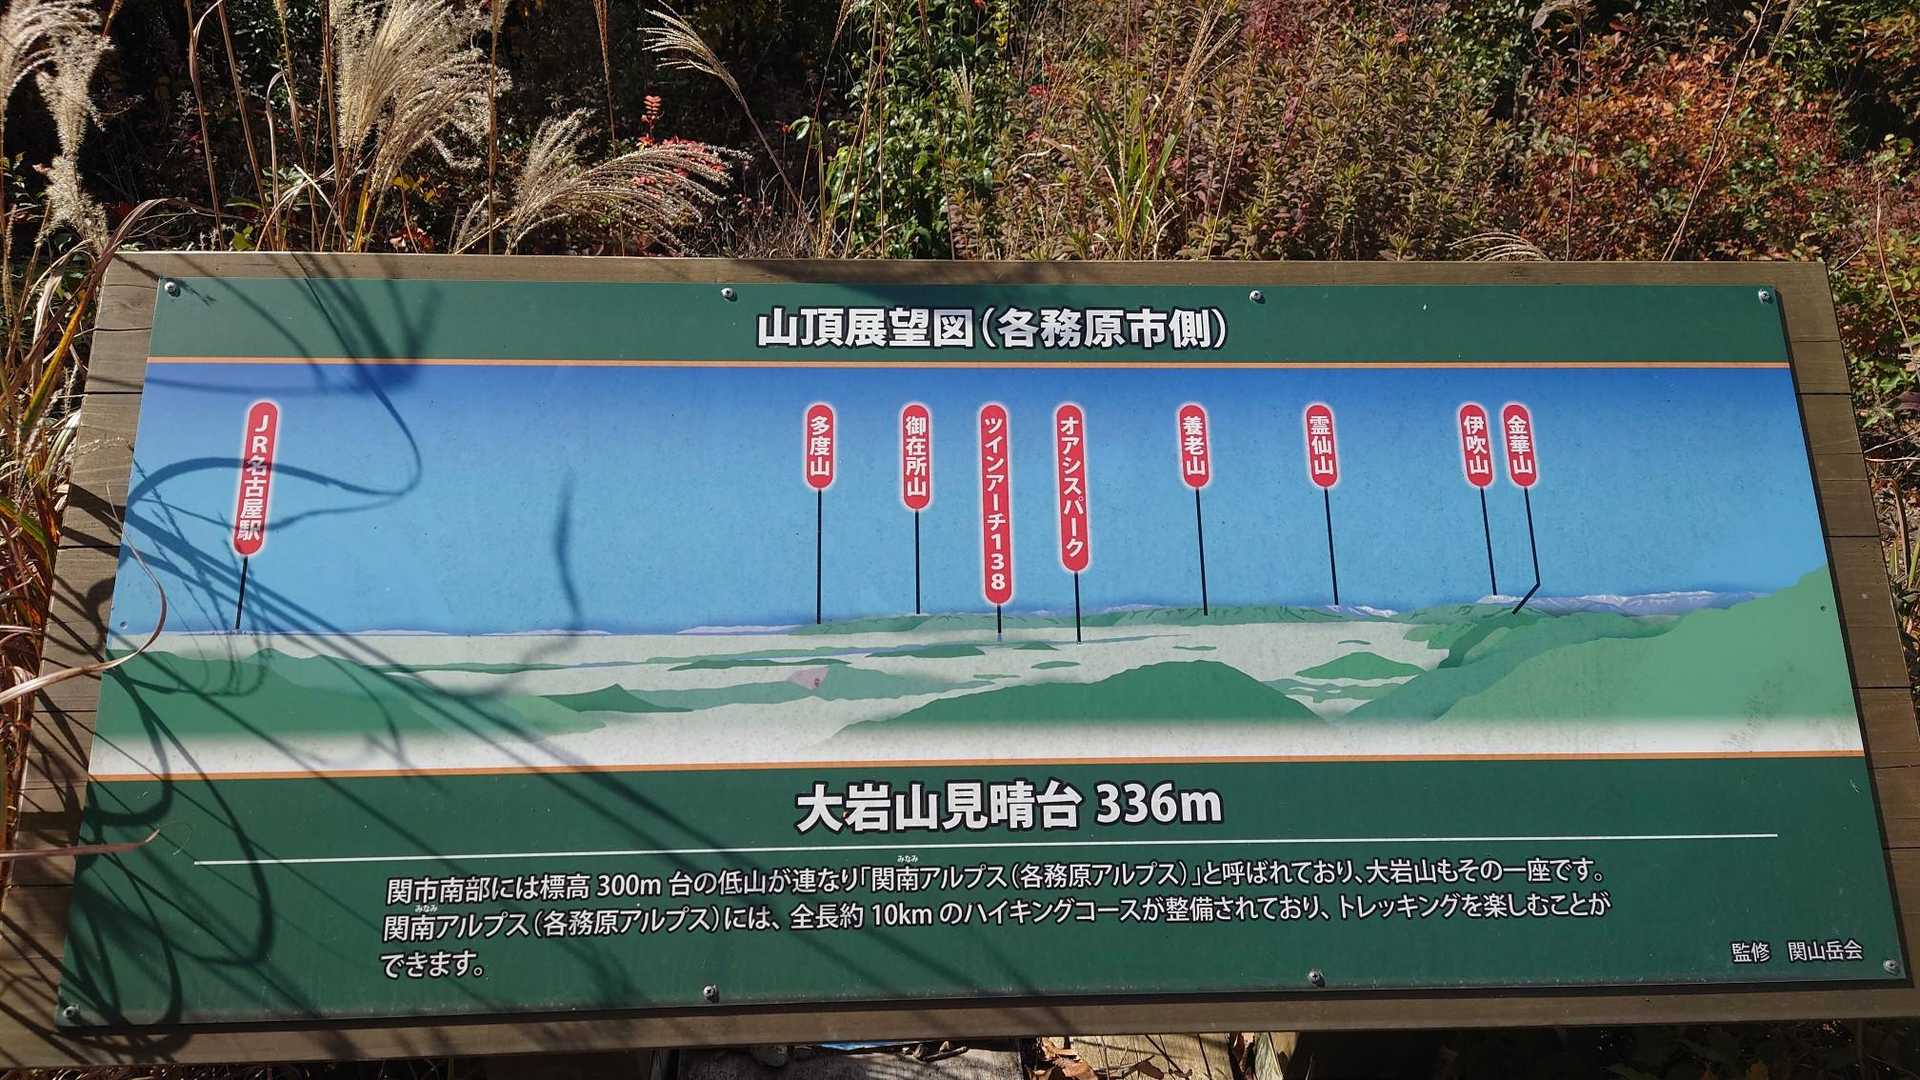 山頂展望図（各務原市側）
JR名古屋駅
多度山
御在所山
ツインアーチ138
オアシスパーク
養老山
霊仙山
伊吹山
金華山
大岩山見晴台 336m
みなみ
関市南部には標高 300m 台の低山が連なり「関南アルプス（各務原アルプス）」と呼ばれており、大岩山もその一座です。
みなみ
関南アルプス（各務原アルプス）には、全長約 10km のハイキングコースが整備されており、トレッキングを楽しむことが
できます。
監修　関山岳会